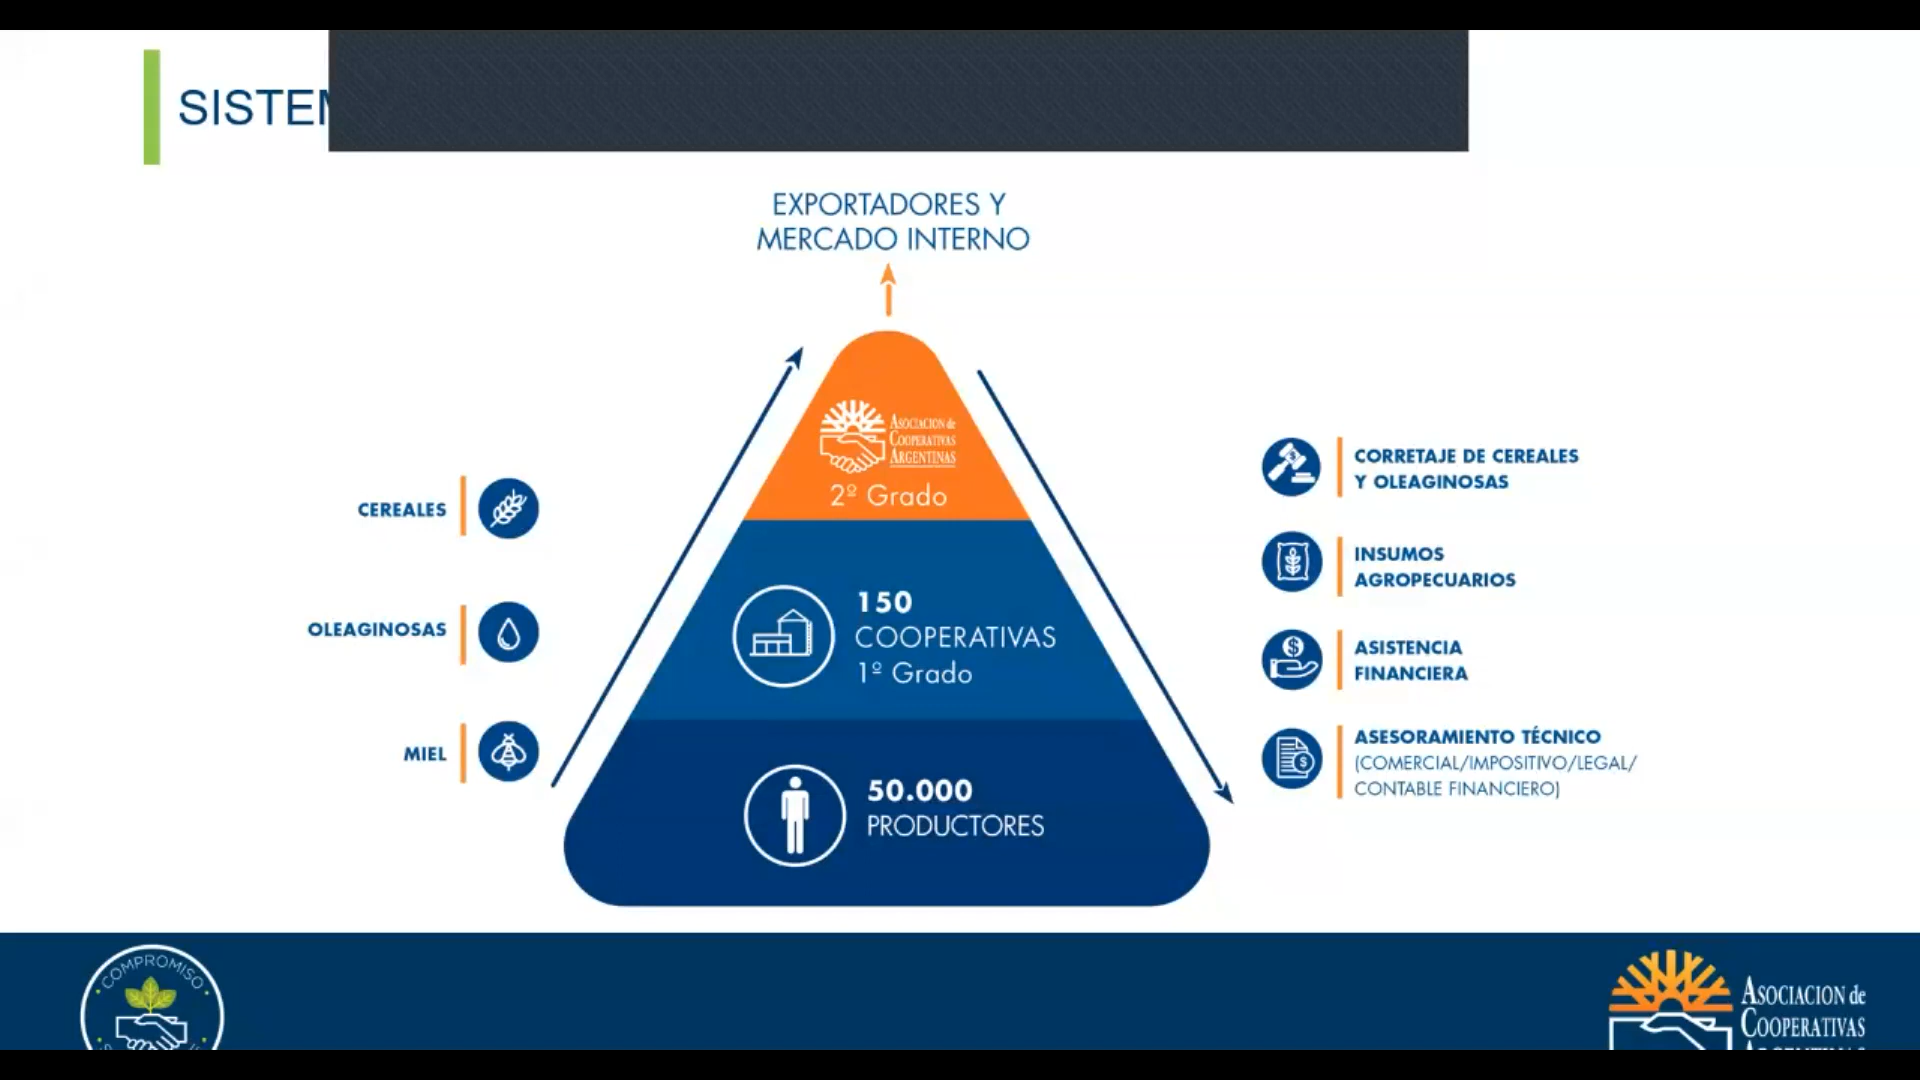 EXPORTADORES Y
MERCADO INTERNO
ASOCIACION de
COOPERATIVAS
ARGENTINAS
2º Grado
150
COOPERATIVAS
1º Grado
50.000
PRODUCTORES
CEREALES
OLEAGINOSAS
MIEL
CORRETAJE DE CEREALES
Y OLEAGINOSAS
INSUMOS
AGROPECUARIOS
ASISTENCIA
FINANCIERA
ASESORAMIENTO TÉCNICO
(COMERCIAL/IMPOSITIVO/LEGAL/
CONTABLE FINANCIERO)
COMPROMISO
ASOCIACION de
COOPERATIVAS